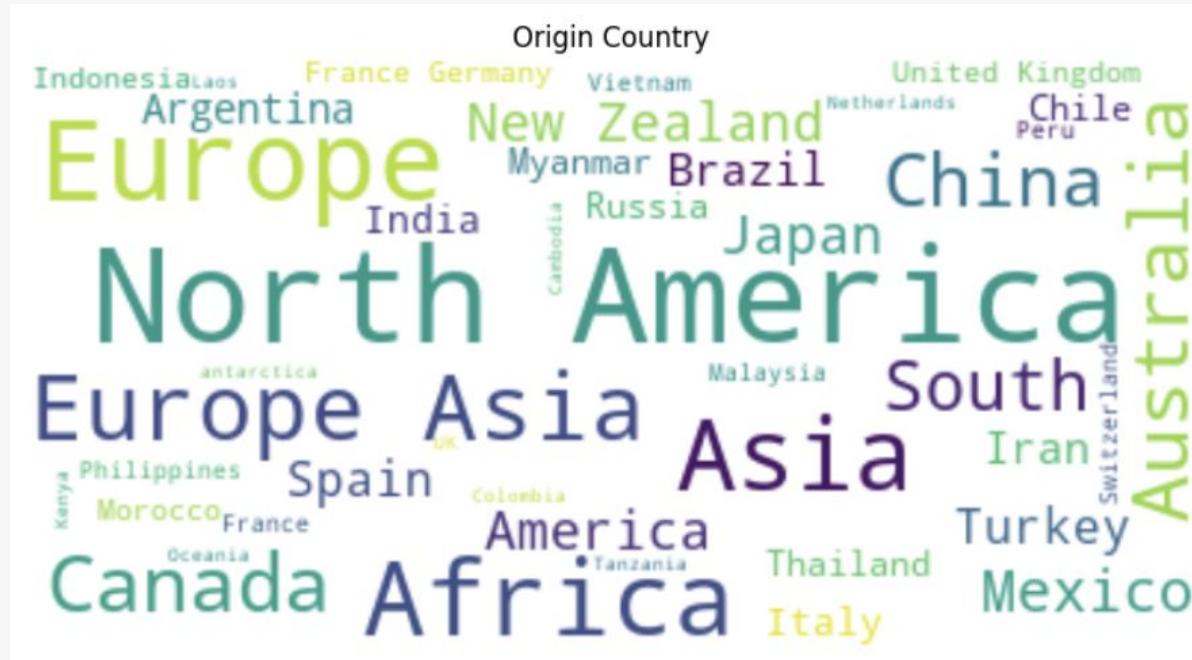 Origin Country
Indonesia
Laos
France Germany
Vietnam
United Kingdom
Argentina
New Zealand
Netherlands
Chile
Peru
Europe
Myanmar
Brazil
China
Australia
India
Cambodia
Russia
Japan
North America
antarctica
Malaysia
South
Switzerland
Europe Asia
UK
Asia
Iran
Philippines
Spain
Kenya
Morocco
France
Colombia
America
Turkey
Oceania
Canada
Africa
Tanzania
Thailand
Mexico
Italy